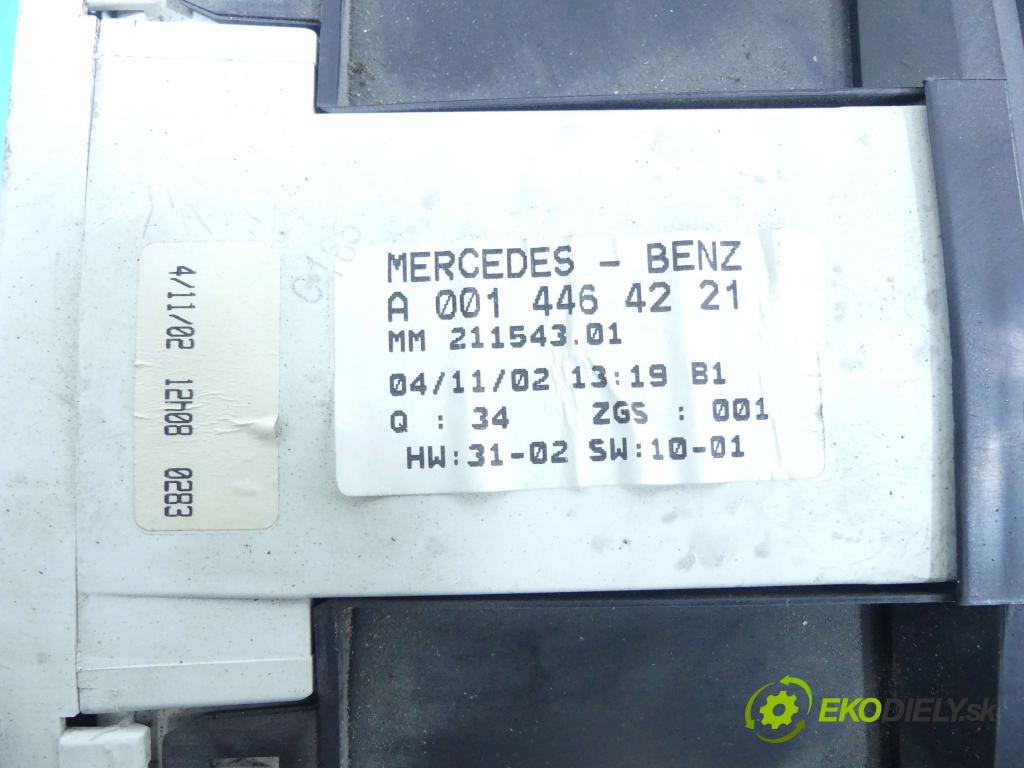 4/11/02 12h08 0283
G165
MERCEDES - BENZ
A 001 446 42 21
MM 211543.01
04/11/02 13:19 B1
Q : 34 ZGS : 001
HW:31-02 SW:10-01
EKODIELY.sk